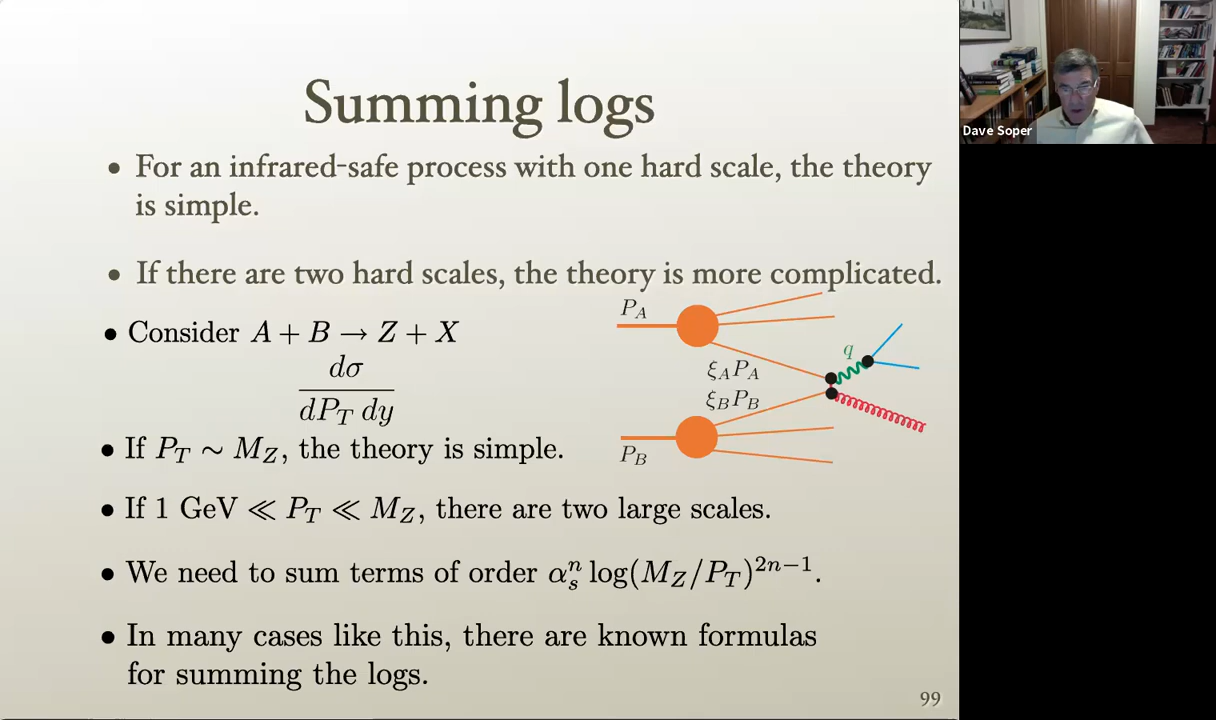 Summing logs
• For an infrared-safe process with one hard scale, the theory
is simple.
• If there are two hard scales, the theory is more complicated.
• Consider A + B → Z + X
dσ
dP_T dy
P_A
q
ξ_A P_A
ξ_B P_B
P_B
• If P_T ∼ M_Z, the theory is simple.
• If 1 GeV ≪ P_T ≪ M_Z, there are two large scales.
• We need to sum terms of order α_s^n log(M_Z/P_T)^{2n−1}.
• In many cases like this, there are known formulas
for summing the logs.
99
Dave Soper